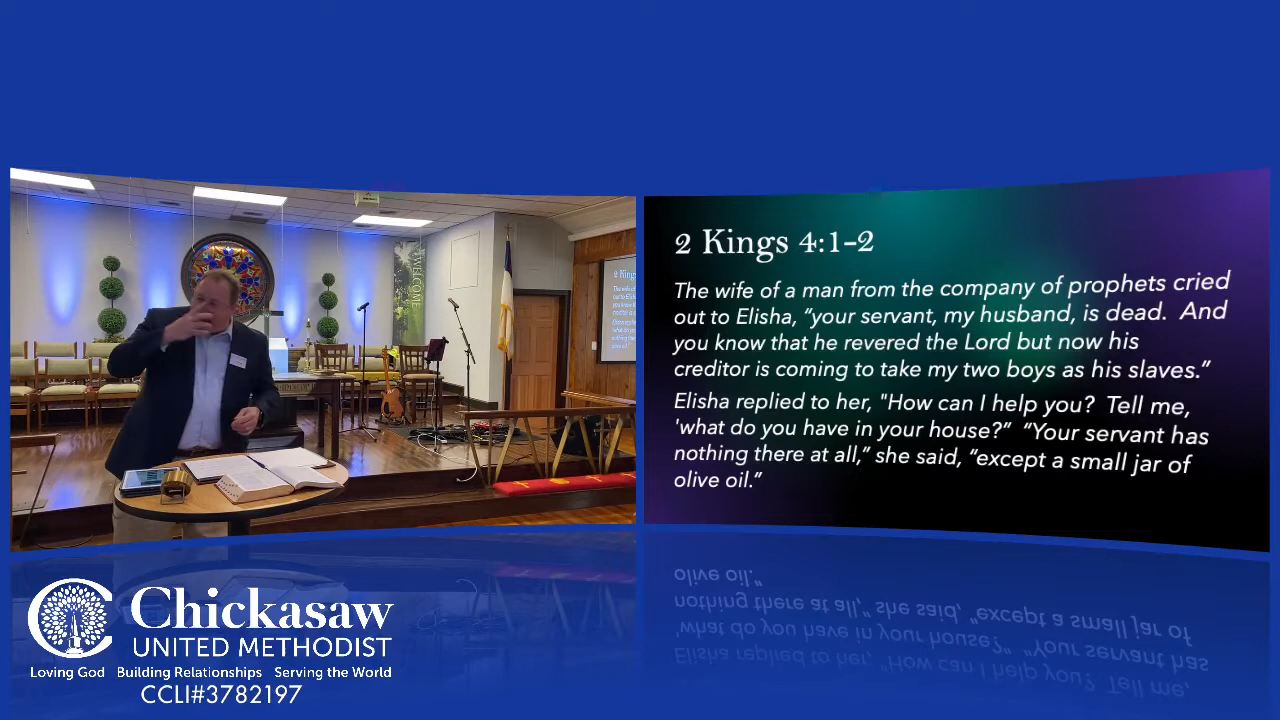 WELCOME
2 Kings 4:1-2
The wife of a man from the company of prophets cried
out to Elisha, “your servant, my husband, is dead. And
you know that he revered the Lord but now his
creditor is coming to take my two boys as his slaves.”
Elisha replied to her, "How can I help you? Tell me,
'what do you have in your house?” “Your servant has
nothing there at all,” she said, “except a small jar of
olive oil.”
Chickasaw
UNITED METHODIST
Loving God Building Relationships Serving the World
CCLI#3782197